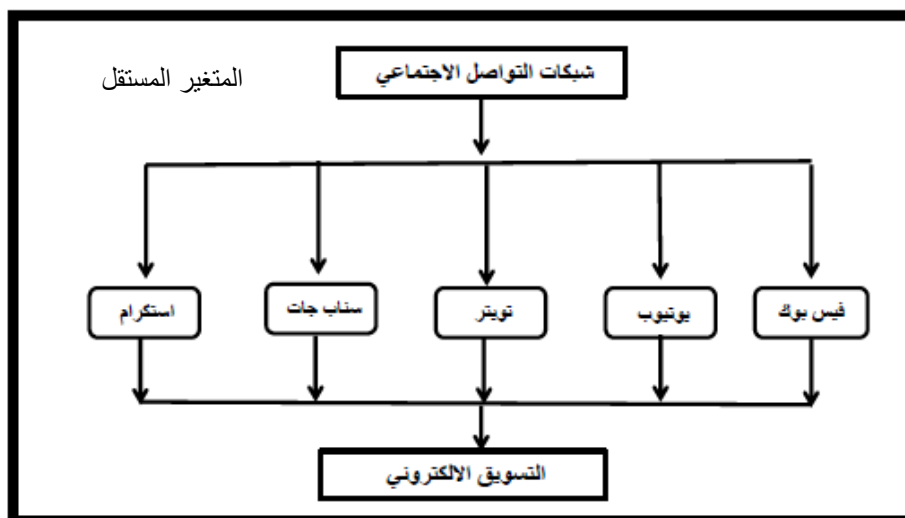 شبكات التواصل الاجتماعي
المتغير المستقل
فيس بوك
يوتيوب
تويتر
سناب جات
استكرام
التسويق الالكتروني